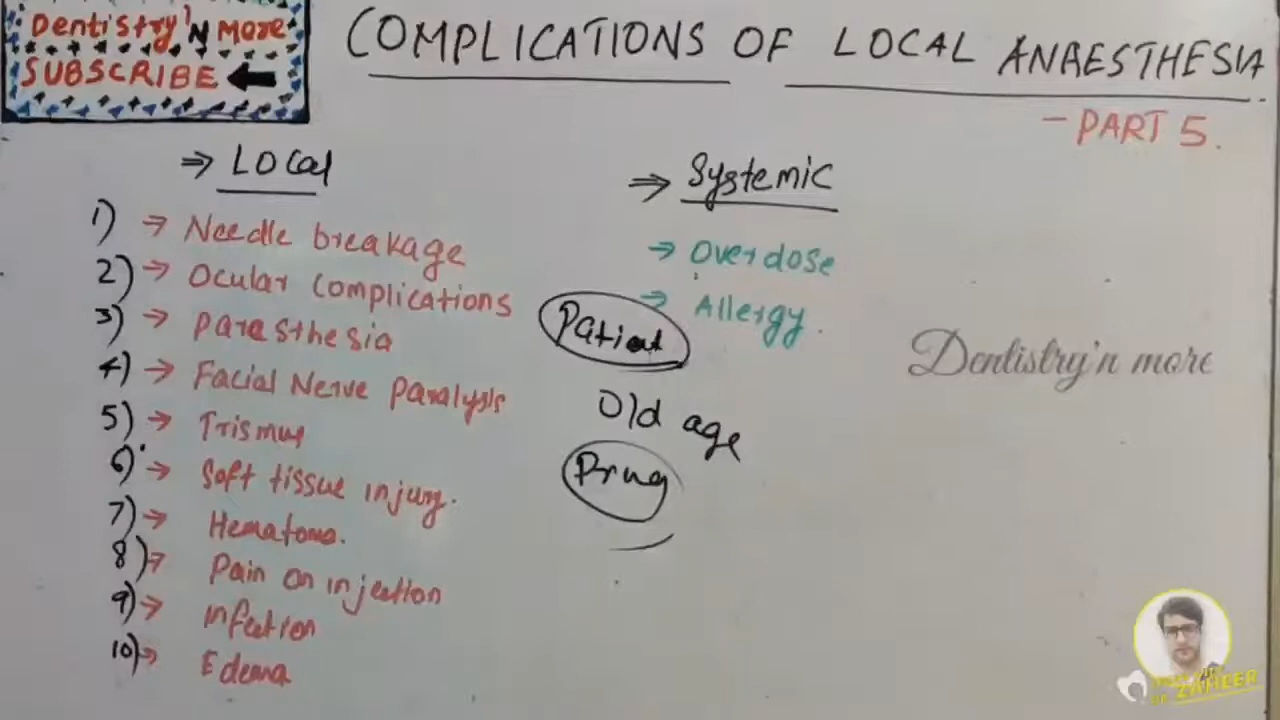 Dentistry'N More
SUBSCRIBE
COMPLICATIONS OF LOCAL ANAESTHESIA
- PART 5.
⇒ Local
1) → Needle breakage
2) → Ocular complications
3) → Paresthesia
4) → Facial Nerve Paralysis
5) → Trismus
6) → Soft tissue injury.
7) → Hematoma.
8) → Pain on injection
9) → Infection
10) → Edema
⇒ Systemic
→ Overdose
→ Allergy.
Patient
Old age
Drug
Dentistry'n more
ZAMEER